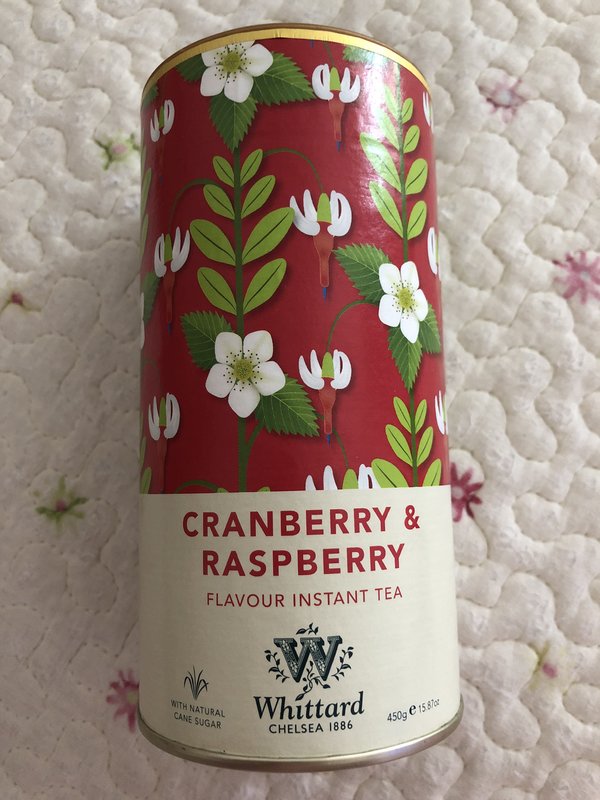 CRANBERRY &
RASPBERRY
FLAVOUR INSTANT TEA
W
Whittard
CHELSEA 1886
WITH NATURAL
CANE SUGAR
450g e 15.87oz